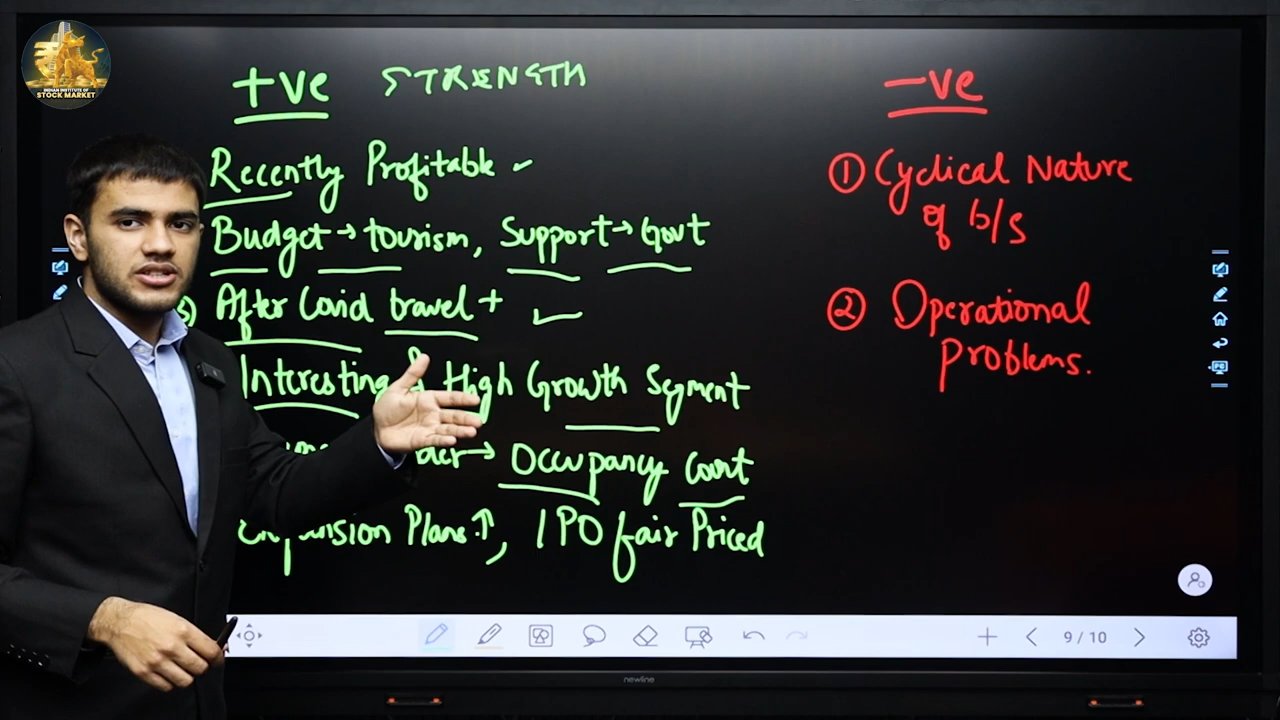 INDIAN INSTITUTE OF
STOCK MARKET
+ve STRENGTH
Recently Profitable
Budget → tourism, Support → Govt
After Covid travel +
Interesting & High Growth Segment
→ Occupancy Count
Plans ↑, IPO fair Priced
-ve
① Cyclical Nature
of b/s
② Operational
Problems.
9 / 10
newline